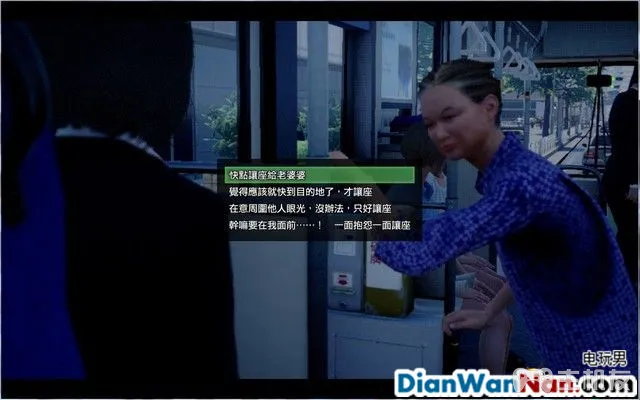 快點讓座給老婆婆
覺得應該就快到目的地了，才讓座
在意周圍他人眼光，沒辦法，只好讓座
幹嘛要在我面前……！　一面抱怨一面讓座
电玩男
DianWanNan.com